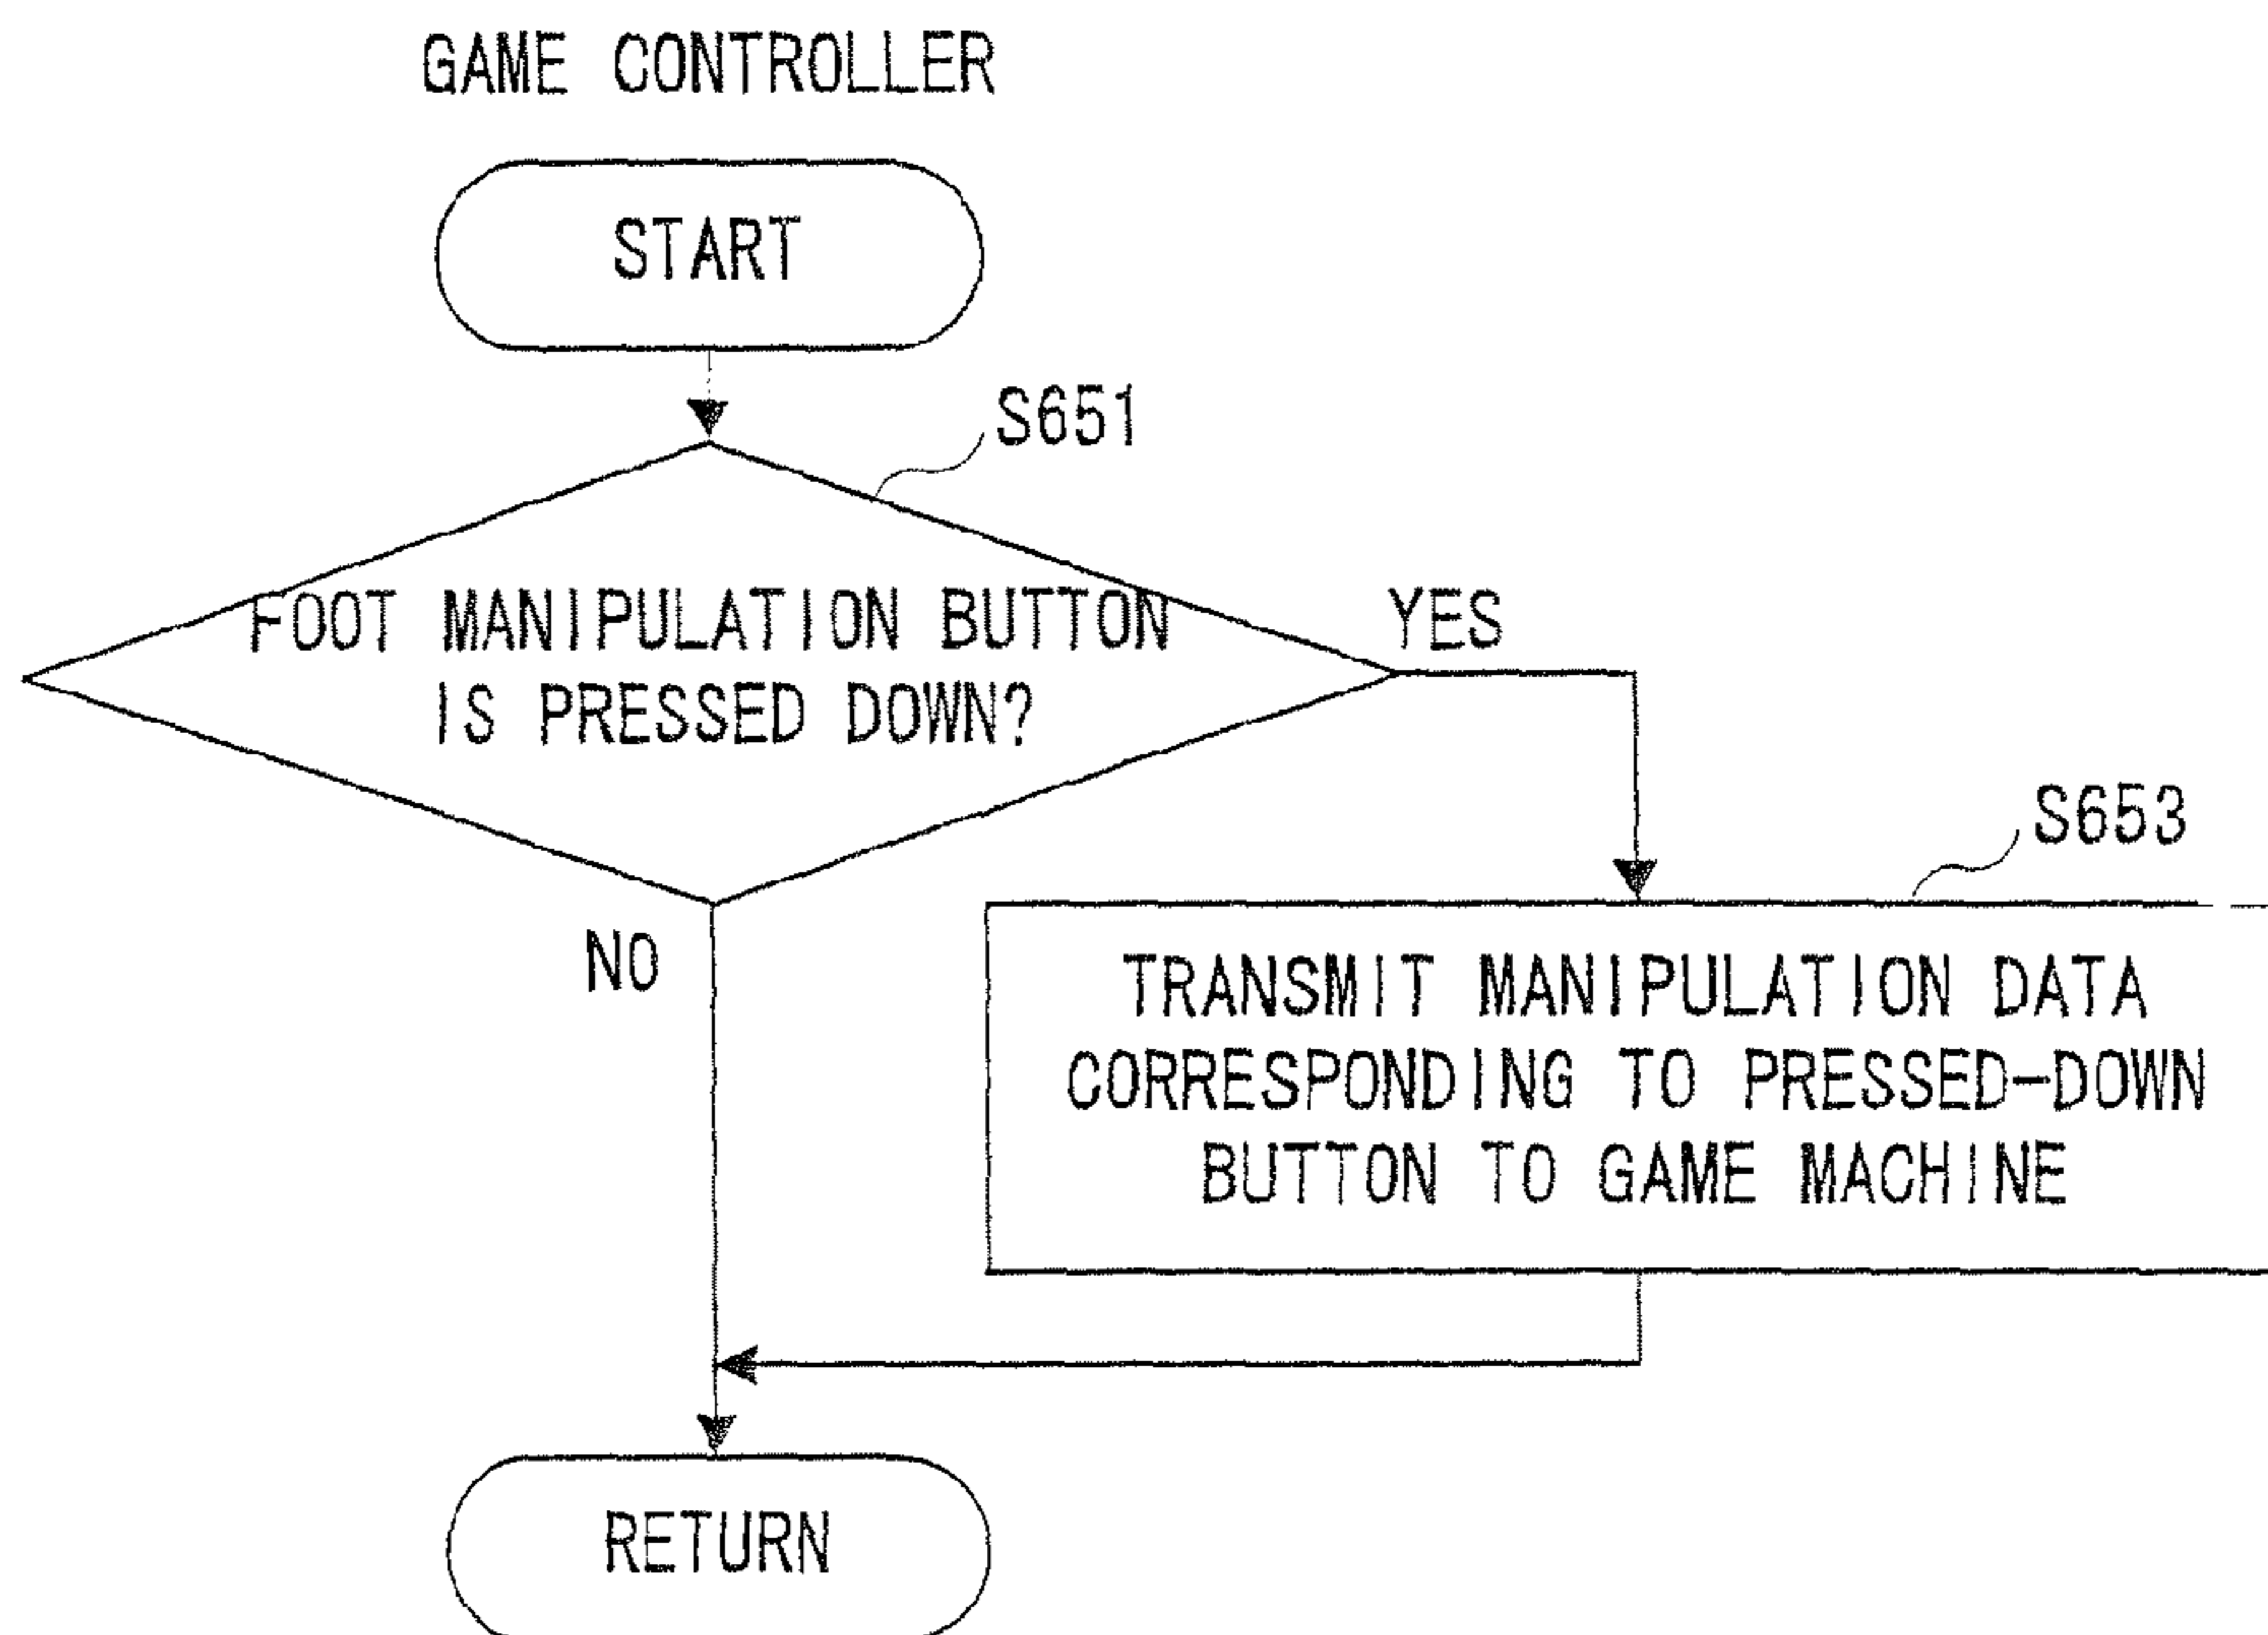 GAME CONTROLLER
START
S651
FOOT MANIPULATION BUTTON
IS PRESSED DOWN?
YES
NO
S653
TRANSMIT MANIPULATION DATA
CORRESPONDING TO PRESSED-DOWN
BUTTON TO GAME MACHINE
RETURN